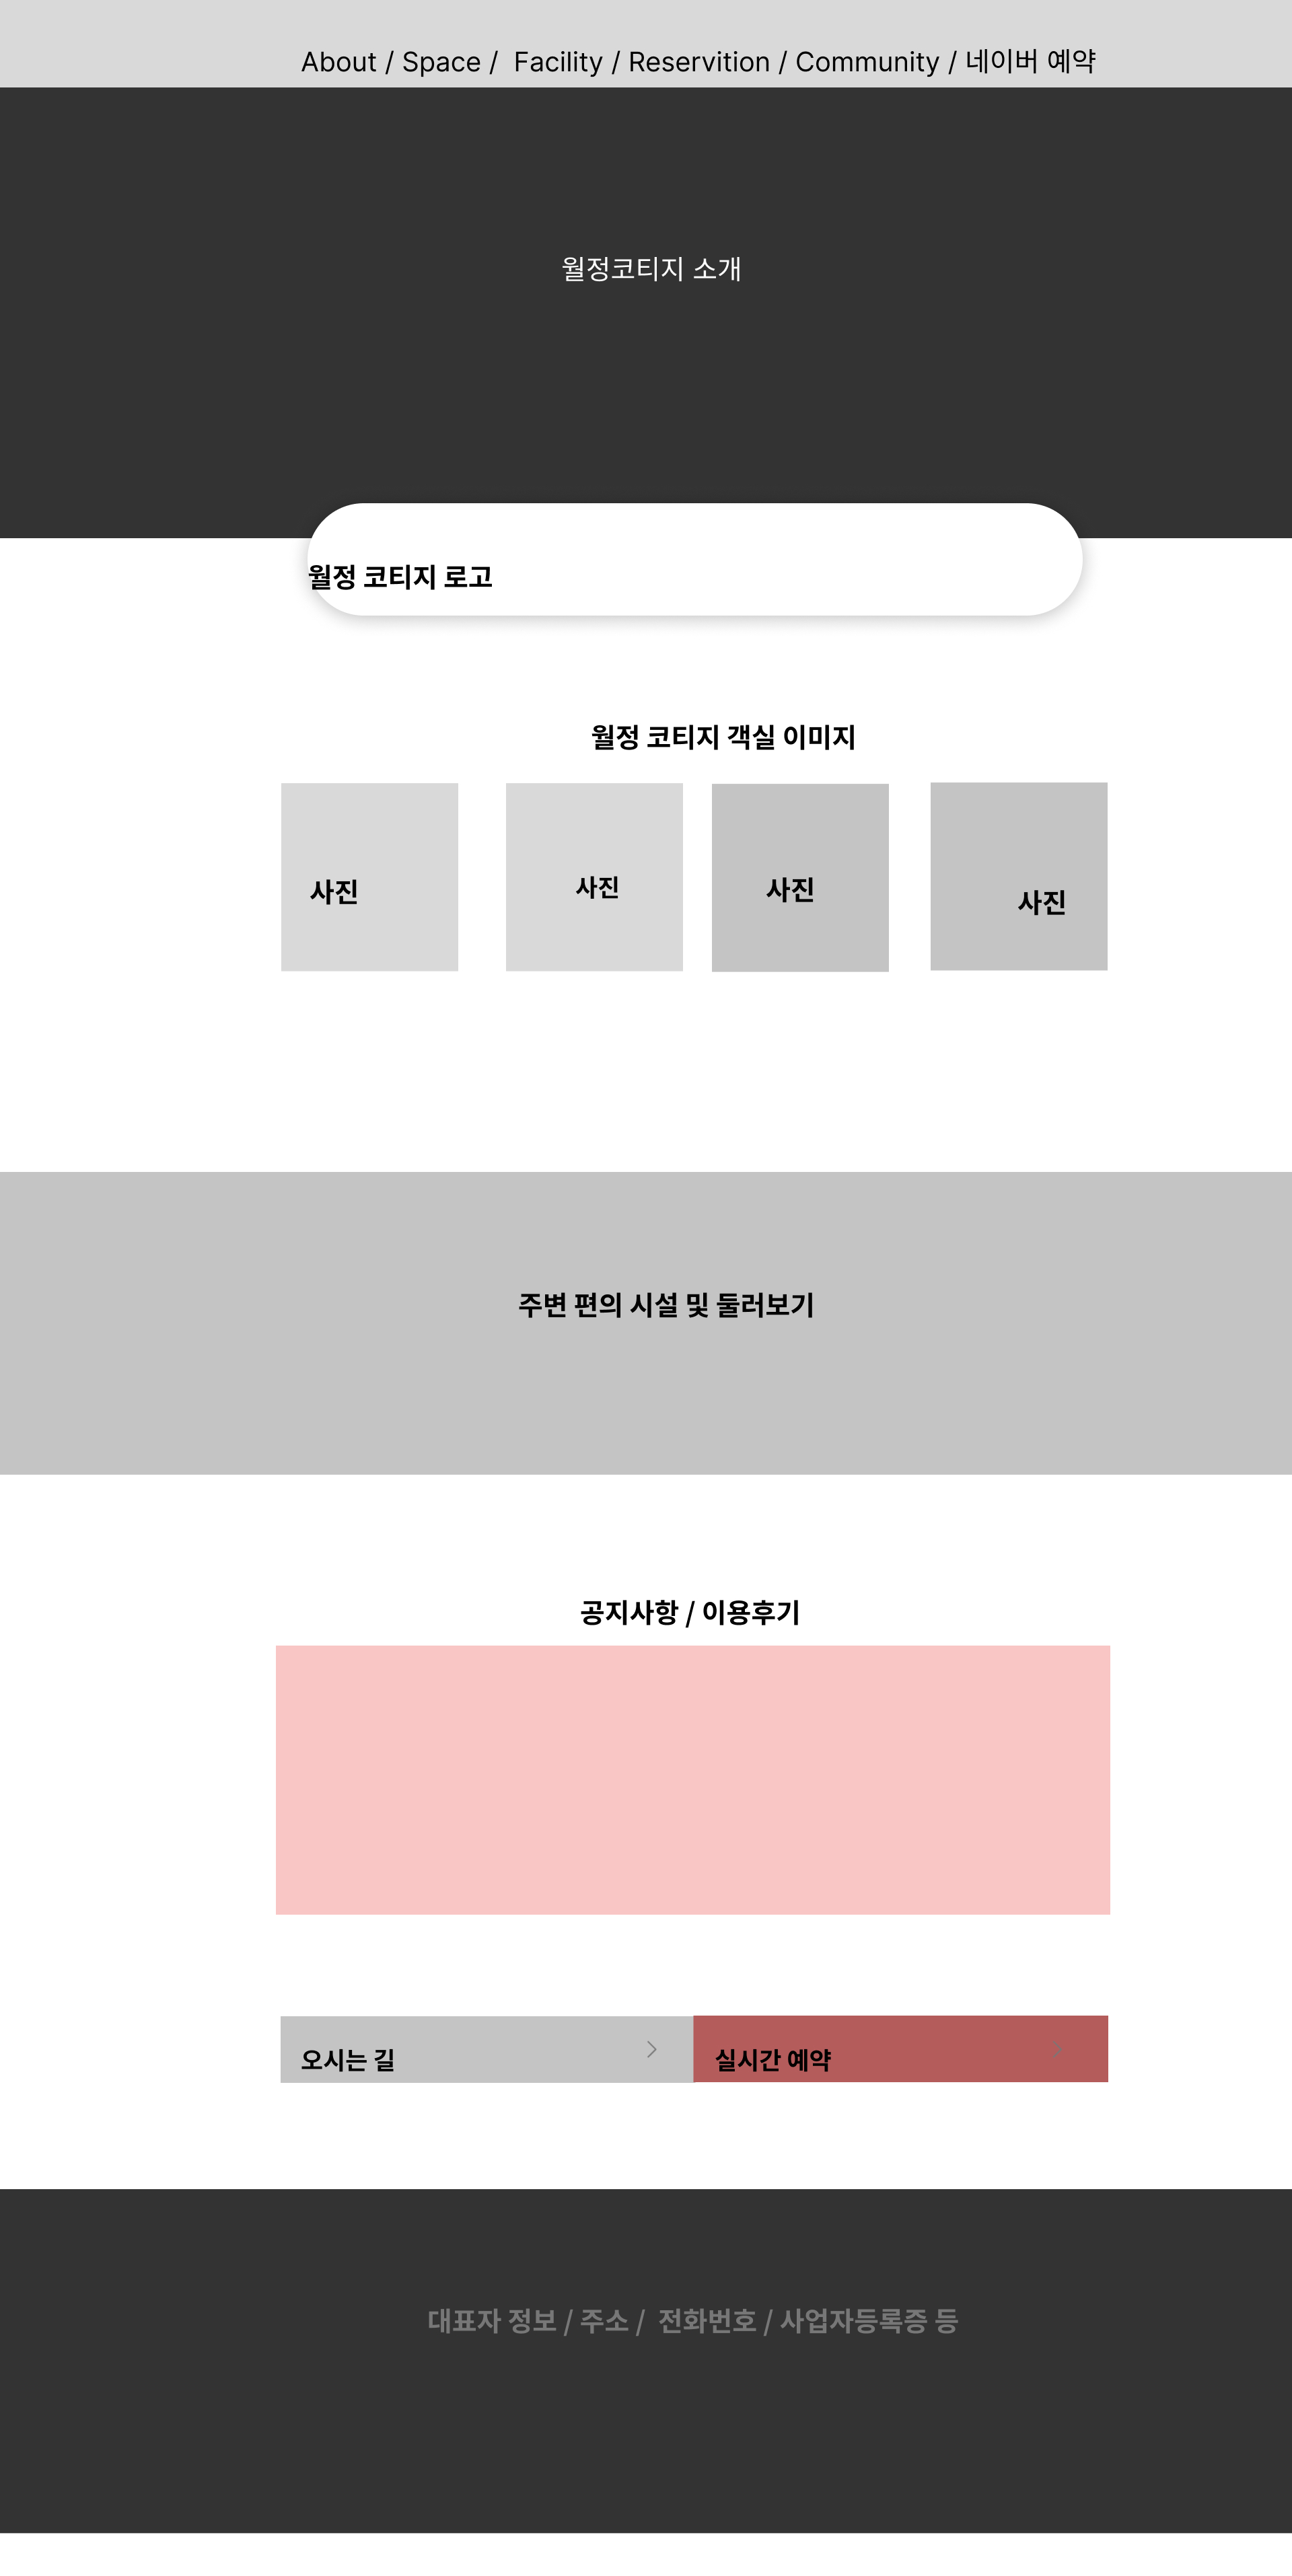 About / Space /  Facility / Reservition / Community / 네이버 예약
월정코티지 소개
월정 코티지 로고
월정 코티지 객실 이미지
사진
사진
사진
사진
주변 편의 시설 및 둘러보기
공지사항 / 이용후기
오시는 길
실시간 예약
대표자 정보 / 주소 /  전화번호 / 사업자등록증 등